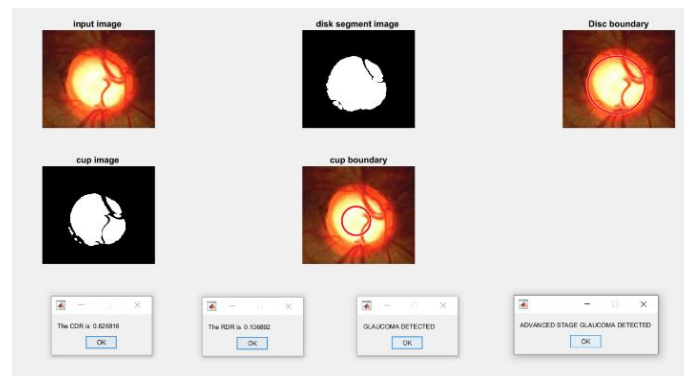 input image
disk segment image
Disc boundary
cup image
cup boundary
The CDR is 0.826816
OK
The RDR is 0.106892
OK
GLAUCOMA DETECTED
OK
ADVANCED STAGE GLAUCOMA DETECTED
OK